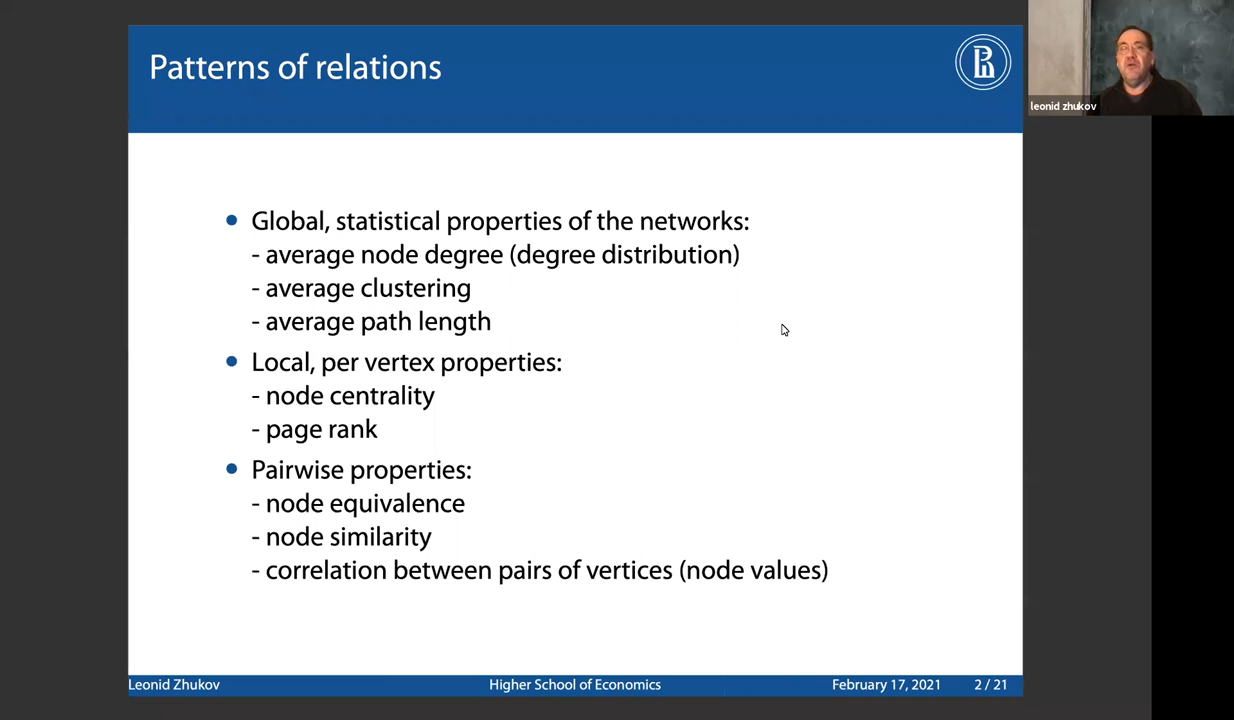 Patterns of relations
leonid zhukov
Global, statistical properties of the networks:
- average node degree (degree distribution)
- average clustering
- average path length
Local, per vertex properties:
- node centrality
- page rank
Pairwise properties:
- node equivalence
- node similarity
- correlation between pairs of vertices (node values)
Leonid Zhukov
Higher School of Economics
February 17, 2021
2 / 21